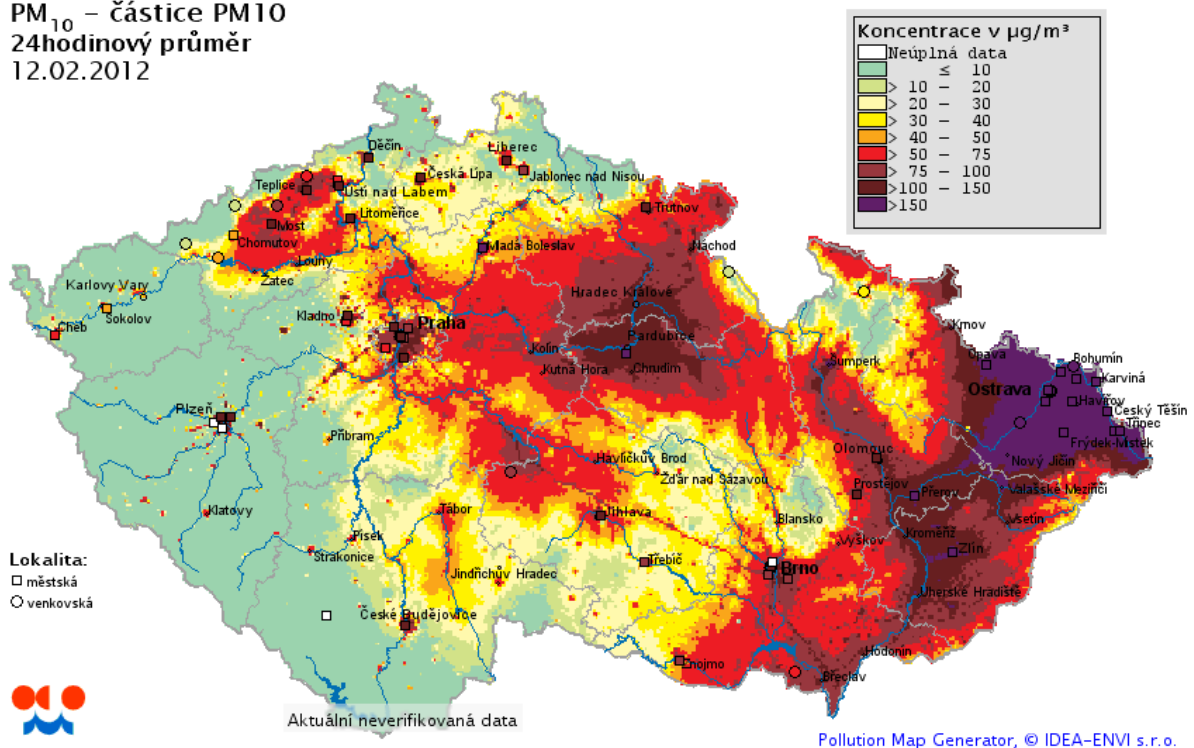 PM10 – částice PM10
24hodinový průměr
12.02.2012
Koncentrace v µg/m³
Neúplná data
≤ 10
> 10 – 20
> 20 – 30
> 30 – 40
> 40 – 50
> 50 – 75
> 75 – 100
>100 – 150
>150
Děčín
Liberec
Česká Lípa
Jablonec nad Nisou
Teplice
Ústí nad Labem
Litoměřice
Trutnov
Most
Chomutov
Mladá Boleslav
Náchod
Louny
Žatec
Karlovy Vary
Hradec Králové
Sokolov
Kladno
Praha
Cheb
Krnov
Pardubice
Kolín
Opava
Bohumín
Kutná Hora
Chrudim
Šumperk
Karviná
Ostrava
Havířov
Plzeň
Český Těšín
Třinec
Příbram
Frýdek-Místek
Olomouc
Havlíčkův Brod
Nový Jičín
Žďár nad Sázavou
Prostějov
Přerov
Valašské Meziříčí
Klatovy
Tábor
Jihlava
Blansko
Vsetín
Písek
Vyškov
Kroměříž
Strakonice
Zlín
Lokalita:
městská
venkovská
Jindřichův Hradec
Třebíč
Brno
Uherské Hradiště
České Budějovice
Hodonín
Znojmo
Břeclav
Aktuální neverifikovaná data
Pollution Map Generator, © IDEA–ENVI s.r.o.